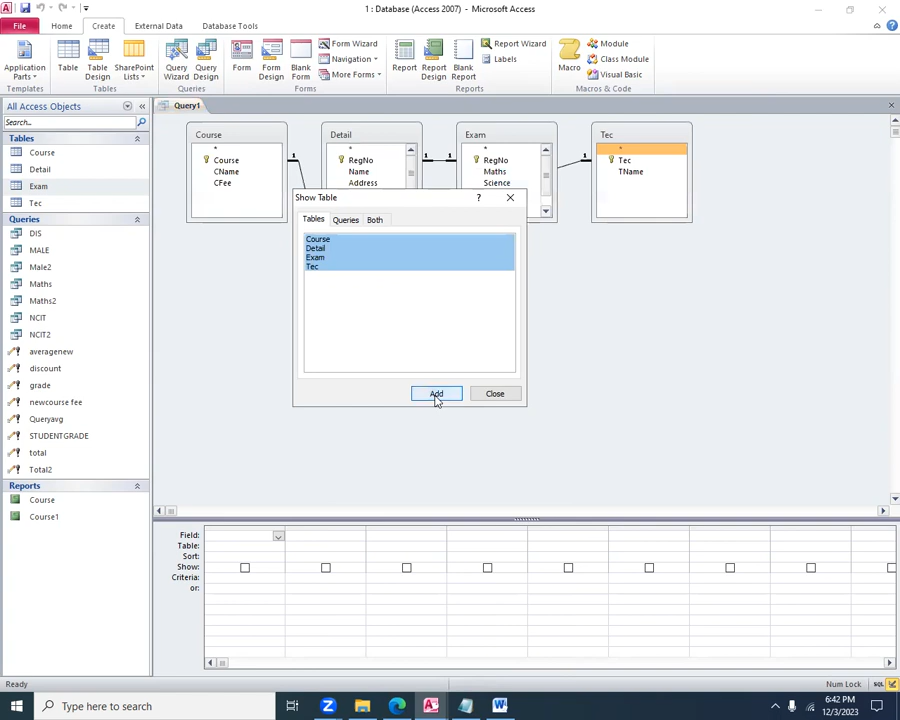 1 : Database (Access 2007) - Microsoft Access
File Home Create External Data Database Tools
Application Parts
Table
Table Design
SharePoint Lists
Query Wizard
Query Design
Form
Form Design
Blank Form
Form Wizard
Navigation
More Forms
Report
Report Design
Blank Report
Report Wizard
Labels
Macro
Module
Class Module
Visual Basic
Templates Tables Queries Forms Reports Macros & Code
All Access Objects
Search...
Tables
Course
Detail
Exam
Tec
Queries
DIS
MALE
Male2
Maths
Maths2
NCIT
NCIT2
averagenew
discount
grade
newcourse fee
Queryavg
STUDENTGRADE
total
Total2
Reports
Course
Course1
Query1
Course
*
Course
CName
CFee
1
Detail
*
RegNo
Name
Address
1 1
Exam
*
RegNo
Maths
Science
1
Tec
*
Tec
TName
Show Table
?
Tables Queries Both
Course
Detail
Exam
Tec
Add Close
Field:
Table:
Sort:
Show:
Criteria:
or:
Ready
Num Lock
SQL
Type here to search
6:42 PM
12/3/2023